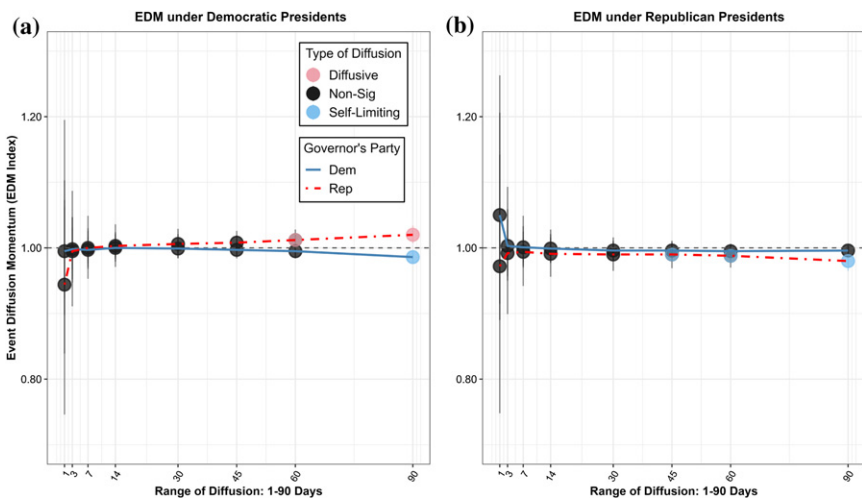 (a)
EDM under Democratic Presidents
Event Diffusion Momentum (EDM Index)
1.20
1.00
0.80
Type of Diffusion
Diffusive
Non-Sig
Self-Limiting
Governor's Party
Dem
Rep
1 3 7 14 30 45 60 90
Range of Diffusion: 1-90 Days
(b)
EDM under Republican Presidents
1.20
1.00
0.80
1 3 7 14 30 45 60 90
Range of Diffusion: 1-90 Days